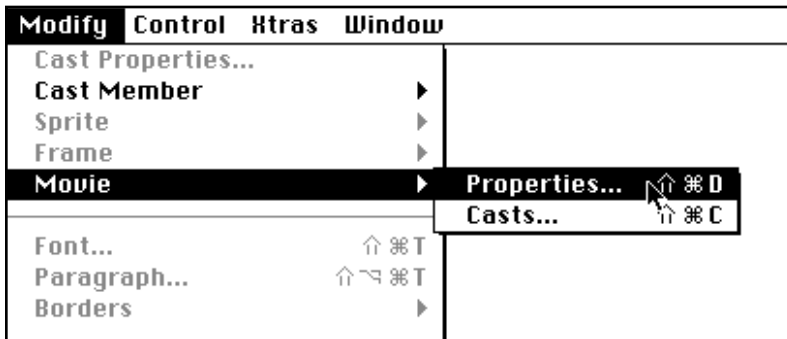 Modify Control Xtras Window
Cast Properties...
Cast Member
Sprite
Frame
Movie Properties... ⇧ ⌘ D
Casts... ⇧ ⌘ C
Font... ⇧ ⌘ T
Paragraph... ⇧ ⌥ ⌘ T
Borders